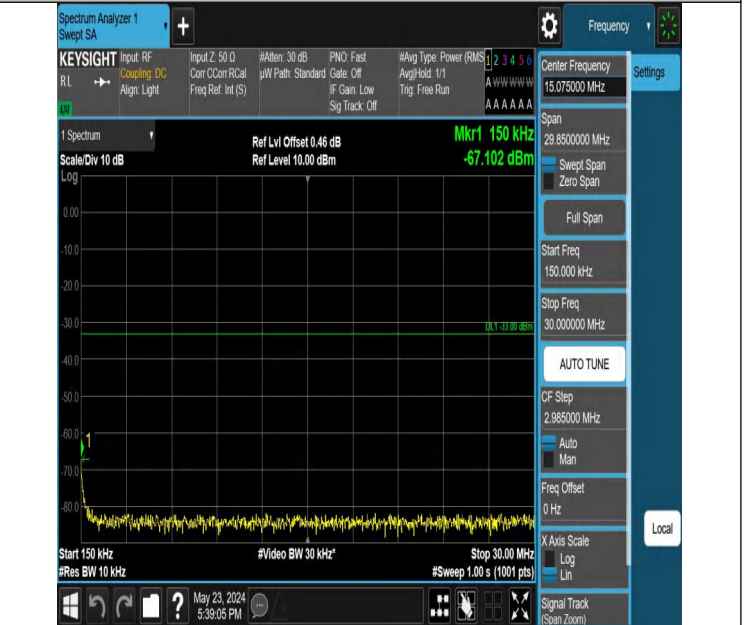 Spectrum Analyzer 1
Swept SA
+
Frequency
KEYSIGHT
RL
LXI
Input: RF
Coupling: DC
Align: Light
Input Z: 50 Ω
Corr CCorr RCal
Freq Ref: Int (S)
#Atten: 30 dB
µW Path: Standard
PNO: Fast
Gate: Off
IF Gain: Low
Sig Track: Off
#Avg Type: Power (RMS
Avg|Hold: 1/1
Trig: Free Run
1 2 3 4 5 6
A W W W W W
A A A A A A
1 Spectrum
Scale/Div 10 dB
Ref Lvl Offset 0.46 dB
Ref Level 10.00 dBm
Mkr1 150 kHz
-67.102 dBm
Log
0.00
-10.0
-20.0
-30.0
DL1 -33.00 dBm
-40.0
-50.0
-60.0
1
-70.0
-80.0
Start 150 kHz
#Video BW 30 kHz*
Stop 30.00 MHz
#Res BW 10 kHz
#Sweep 1.00 s (1001 pts)
Center Frequency
15.075000 MHz
Settings
Span
29.8500000 MHz
Swept Span
Zero Span
Full Span
Start Freq
150.000 kHz
Stop Freq
30.000000 MHz
AUTO TUNE
CF Step
2.985000 MHz
Auto
Man
Freq Offset
0 Hz
X Axis Scale
Log
Lin
Local
Signal Track
(Span Zoom)
?
May 23, 2024
5:39:05 PM